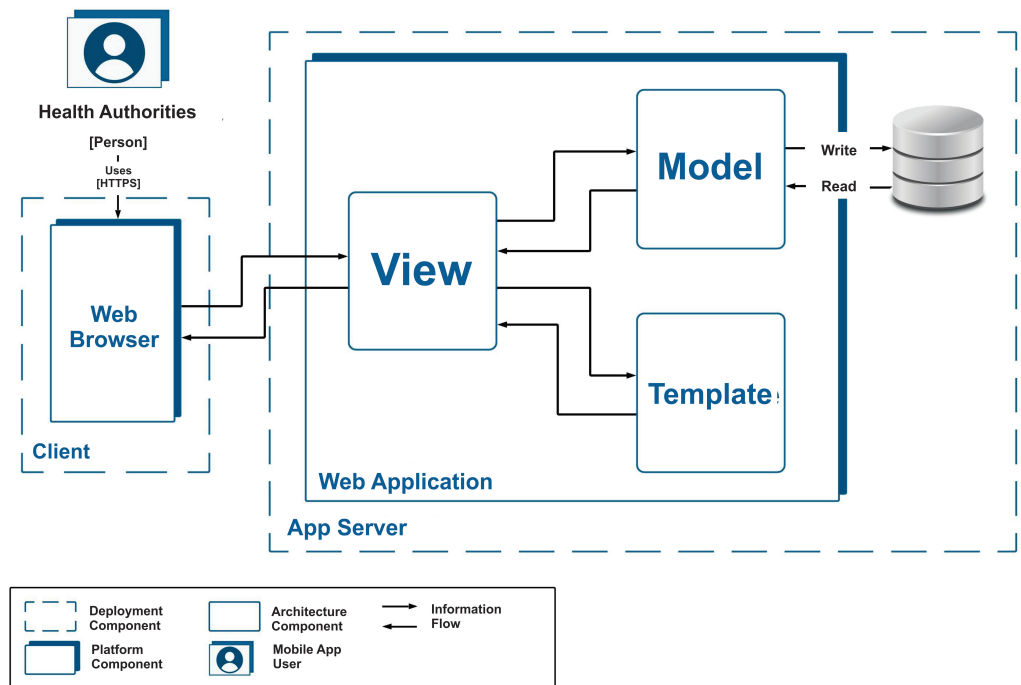 Health Authorities
[Person]
Uses
[HTTPS]
Web
Browser
Client
View
Model
Template
Write
Read
Web Application
App Server
Deployment
Component
Architecture
Component
Information
Flow
Platform
Component
Mobile App
User